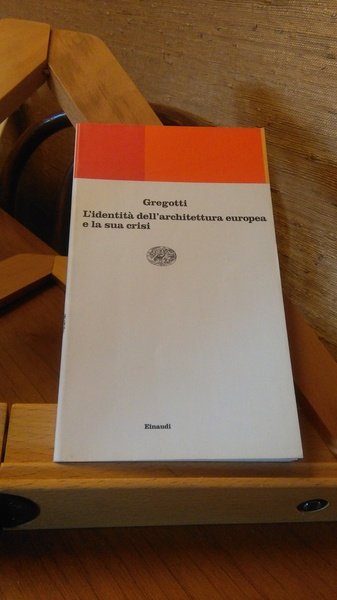 Gregotti
L'identità dell'architettura europea
e la sua crisi
Einaudi